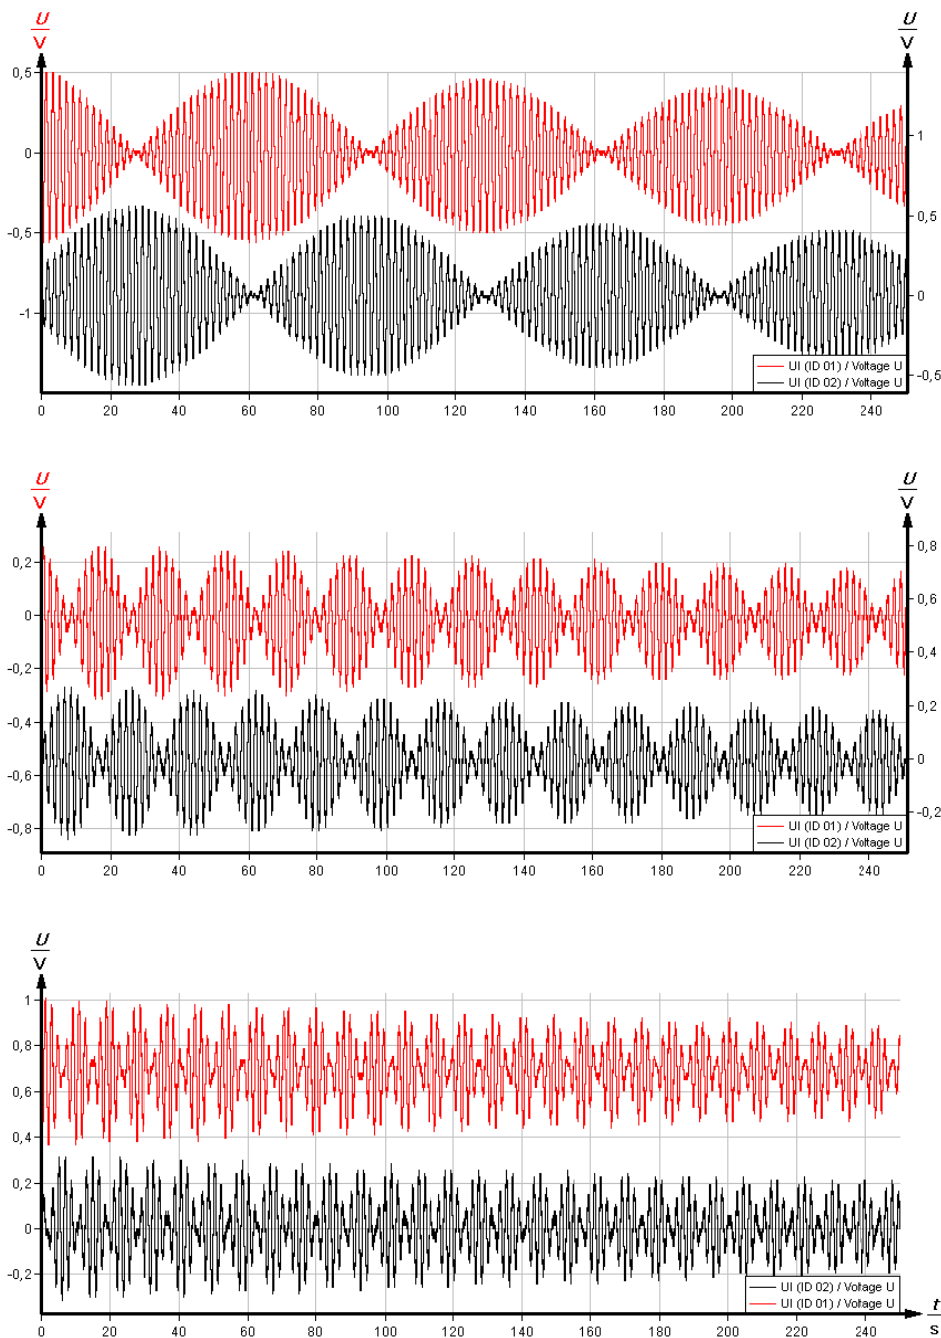 U U
V V
0,5
0
-0,5
-1
1
0,5
0
-0,5
UI (ID 01) / Voltage U
UI (ID 02) / Voltage U
0 20 40 60 80 100 120 140 160 180 200 220 240
U U
V V
0,2
0
-0,2
-0,4
-0,6
-0,8
0,8
0,6
0,4
0,2
0
-0,2
UI (ID 01) / Voltage U
UI (ID 02) / Voltage U
0 20 40 60 80 100 120 140 160 180 200 220 240
U
V
1
0,8
0,6
0,4
0,2
0
-0,2
UI (ID 02) / Voltage U
UI (ID 01) / Voltage U
t
s
0 20 40 60 80 100 120 140 160 180 200 220 240